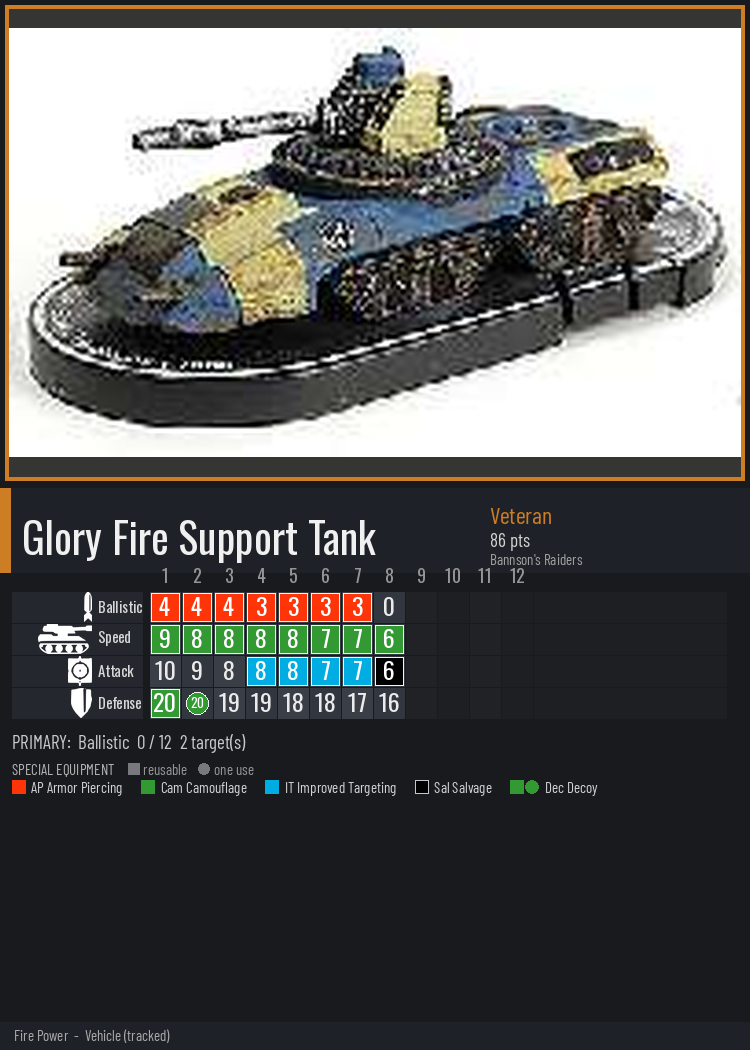 Glory Fire Support Tank
Veteran
86 pts
Bannson's Raiders
1 2 3 4 5 6 7 8 9 10 11 12
Ballistic 4 4 4 3 3 3 3 0
Speed 9 8 8 8 8 7 7 6
Attack 10 9 8 8 8 7 7 6
Defense 20 20 19 19 18 18 17 16
PRIMARY: Ballistic 0 / 12 2 target(s)
SPECIAL EQUIPMENT reusable one use
AP Armor Piercing Cam Camouflage IT Improved Targeting Sal Salvage Dec Decoy
Fire Power - Vehicle (tracked)